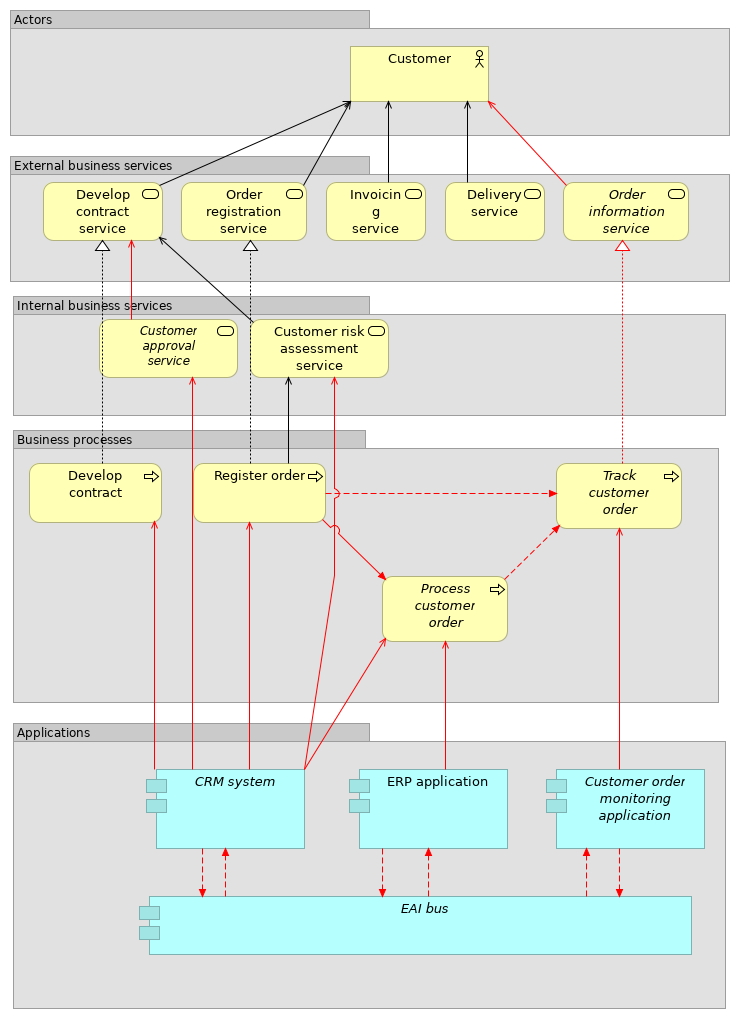 Actors
Customer
External business services
Develop
contract
service
Order
registration
service
Invoicin
g
service
Delivery
service
Order
information
service
Internal business services
Customer
approval
service
Customer risk
assessment
service
Business processes
Develop
contract
Register order
Track
customer
order
Process
customer
order
Applications
CRM system
ERP application
Customer order
monitoring
application
EAI bus